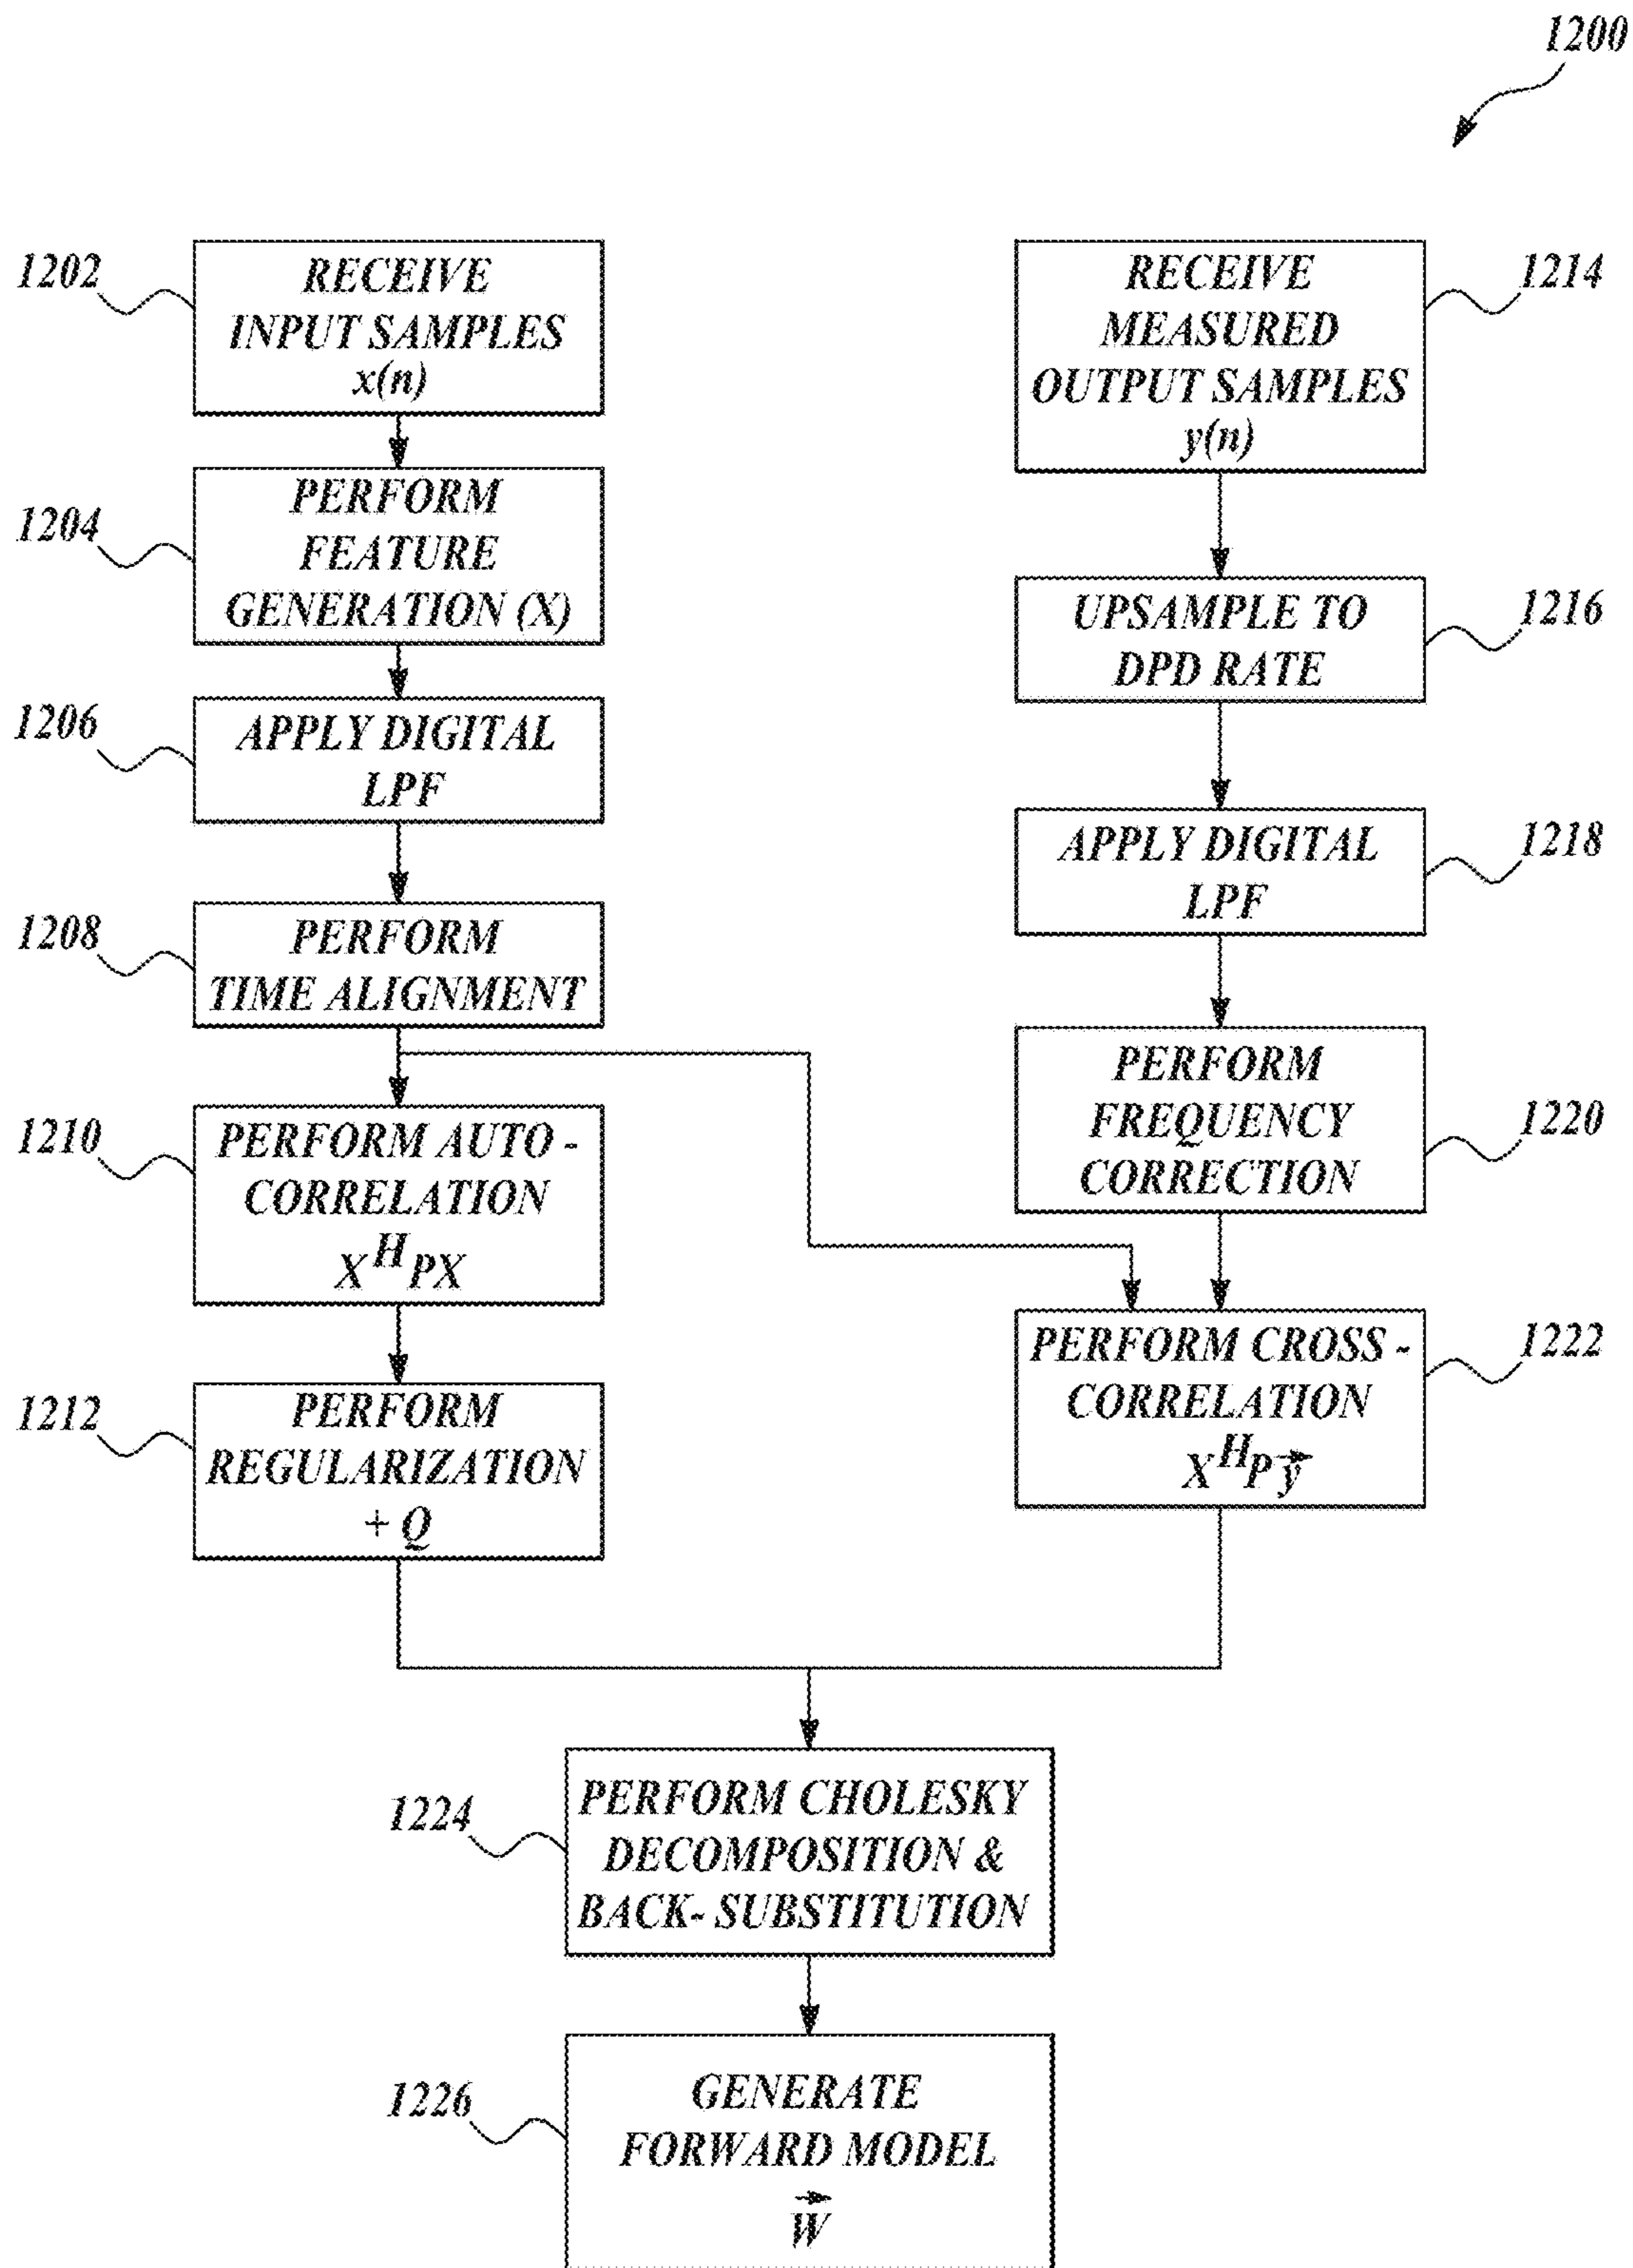 1200
1202
RECEIVE
INPUT SAMPLES
x(n)
1204
PERFORM
FEATURE
GENERATION (X)
1206
APPLY DIGITAL
LPF
1208
PERFORM
TIME ALIGNMENT
1210
PERFORM AUTO -
CORRELATION
X^H PX
1212
PERFORM
REGULARIZATION
+ Q
1214
RECEIVE
MEASURED
OUTPUT SAMPLES
y(n)
1216
UPSAMPLE TO
DPD RATE
1218
APPLY DIGITAL
LPF
1220
PERFORM
FREQUENCY
CORRECTION
1222
PERFORM CROSS -
CORRELATION
X^H P y⃗
1224
PERFORM CHOLESKY
DECOMPOSITION &
BACK- SUBSTITUTION
1226
GENERATE
FORWARD MODEL
W⃗